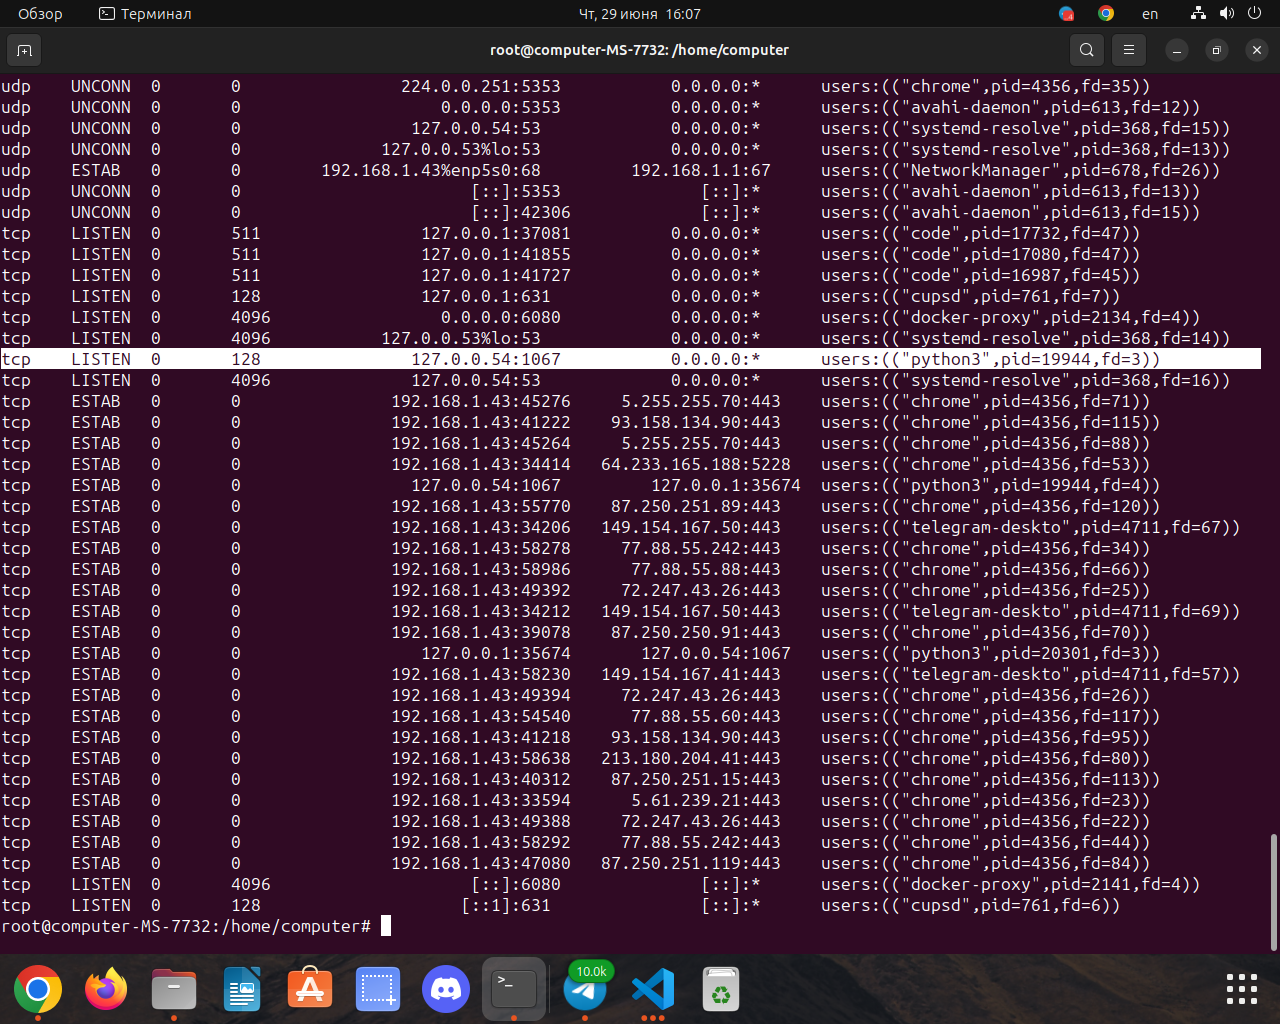 Обзор Терминал Чт, 29 июня 16:07 4 en
root@computer-MS-7732: /home/computer
udp UNCONN 0 0 224.0.0.251:5353 0.0.0.0:* users:(("chrome",pid=4356,fd=35))
udp UNCONN 0 0 0.0.0.0:5353 0.0.0.0:* users:(("avahi-daemon",pid=613,fd=12))
udp UNCONN 0 0 127.0.0.54:53 0.0.0.0:* users:(("systemd-resolve",pid=368,fd=15))
udp UNCONN 0 0 127.0.0.53%lo:53 0.0.0.0:* users:(("systemd-resolve",pid=368,fd=13))
udp ESTAB 0 0 192.168.1.43%enp5s0:68 192.168.1.1:67 users:(("NetworkManager",pid=678,fd=26))
udp UNCONN 0 0 [::]:5353 [::]:* users:(("avahi-daemon",pid=613,fd=13))
udp UNCONN 0 0 [::]:42306 [::]:* users:(("avahi-daemon",pid=613,fd=15))
tcp LISTEN 0 511 127.0.0.1:37081 0.0.0.0:* users:(("code",pid=17732,fd=47))
tcp LISTEN 0 511 127.0.0.1:41855 0.0.0.0:* users:(("code",pid=17080,fd=47))
tcp LISTEN 0 511 127.0.0.1:41727 0.0.0.0:* users:(("code",pid=16987,fd=45))
tcp LISTEN 0 128 127.0.0.1:631 0.0.0.0:* users:(("cupsd",pid=761,fd=7))
tcp LISTEN 0 4096 0.0.0.0:6080 0.0.0.0:* users:(("docker-proxy",pid=2134,fd=4))
tcp LISTEN 0 4096 127.0.0.53%lo:53 0.0.0.0:* users:(("systemd-resolve",pid=368,fd=14))
tcp LISTEN 0 128 127.0.0.54:1067 0.0.0.0:* users:(("python3",pid=19944,fd=3))
tcp LISTEN 0 4096 127.0.0.54:53 0.0.0.0:* users:(("systemd-resolve",pid=368,fd=16))
tcp ESTAB 0 0 192.168.1.43:45276 5.255.255.70:443 users:(("chrome",pid=4356,fd=71))
tcp ESTAB 0 0 192.168.1.43:41222 93.158.134.90:443 users:(("chrome",pid=4356,fd=115))
tcp ESTAB 0 0 192.168.1.43:45264 5.255.255.70:443 users:(("chrome",pid=4356,fd=88))
tcp ESTAB 0 0 192.168.1.43:34414 64.233.165.188:5228 users:(("chrome",pid=4356,fd=53))
tcp ESTAB 0 0 127.0.0.54:1067 127.0.0.1:35674 users:(("python3",pid=19944,fd=4))
tcp ESTAB 0 0 192.168.1.43:55770 87.250.251.89:443 users:(("chrome",pid=4356,fd=120))
tcp ESTAB 0 0 192.168.1.43:34206 149.154.167.50:443 users:(("telegram-deskto",pid=4711,fd=67))
tcp ESTAB 0 0 192.168.1.43:58278 77.88.55.242:443 users:(("chrome",pid=4356,fd=34))
tcp ESTAB 0 0 192.168.1.43:58986 77.88.55.88:443 users:(("chrome",pid=4356,fd=66))
tcp ESTAB 0 0 192.168.1.43:49392 72.247.43.26:443 users:(("chrome",pid=4356,fd=25))
tcp ESTAB 0 0 192.168.1.43:34212 149.154.167.50:443 users:(("telegram-deskto",pid=4711,fd=69))
tcp ESTAB 0 0 192.168.1.43:39078 87.250.250.91:443 users:(("chrome",pid=4356,fd=70))
tcp ESTAB 0 0 127.0.0.1:35674 127.0.0.54:1067 users:(("python3",pid=20301,fd=3))
tcp ESTAB 0 0 192.168.1.43:58230 149.154.167.41:443 users:(("telegram-deskto",pid=4711,fd=57))
tcp ESTAB 0 0 192.168.1.43:49394 72.247.43.26:443 users:(("chrome",pid=4356,fd=26))
tcp ESTAB 0 0 192.168.1.43:54540 77.88.55.60:443 users:(("chrome",pid=4356,fd=117))
tcp ESTAB 0 0 192.168.1.43:41218 93.158.134.90:443 users:(("chrome",pid=4356,fd=95))
tcp ESTAB 0 0 192.168.1.43:58638 213.180.204.41:443 users:(("chrome",pid=4356,fd=80))
tcp ESTAB 0 0 192.168.1.43:40312 87.250.251.15:443 users:(("chrome",pid=4356,fd=113))
tcp ESTAB 0 0 192.168.1.43:33594 5.61.239.21:443 users:(("chrome",pid=4356,fd=23))
tcp ESTAB 0 0 192.168.1.43:49388 72.247.43.26:443 users:(("chrome",pid=4356,fd=22))
tcp ESTAB 0 0 192.168.1.43:58292 77.88.55.242:443 users:(("chrome",pid=4356,fd=44))
tcp ESTAB 0 0 192.168.1.43:47080 87.250.251.119:443 users:(("chrome",pid=4356,fd=84))
tcp LISTEN 0 4096 [::]:6080 [::]:* users:(("docker-proxy",pid=2141,fd=4))
tcp LISTEN 0 128 [::1]:631 [::]:* users:(("cupsd",pid=761,fd=6))
root@computer-MS-7732:/home/computer#
10.0k